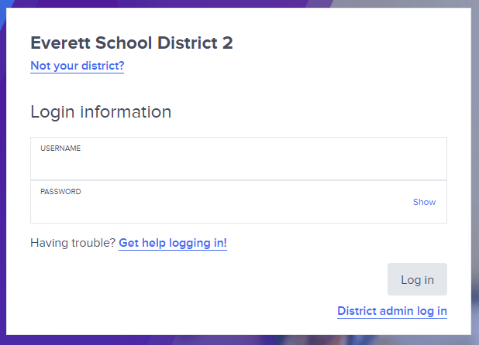 Everett School District 2
Not your district?
Login information
USERNAME
PASSWORD
Show
Having trouble? Get help logging in!
Log in
District admin log in